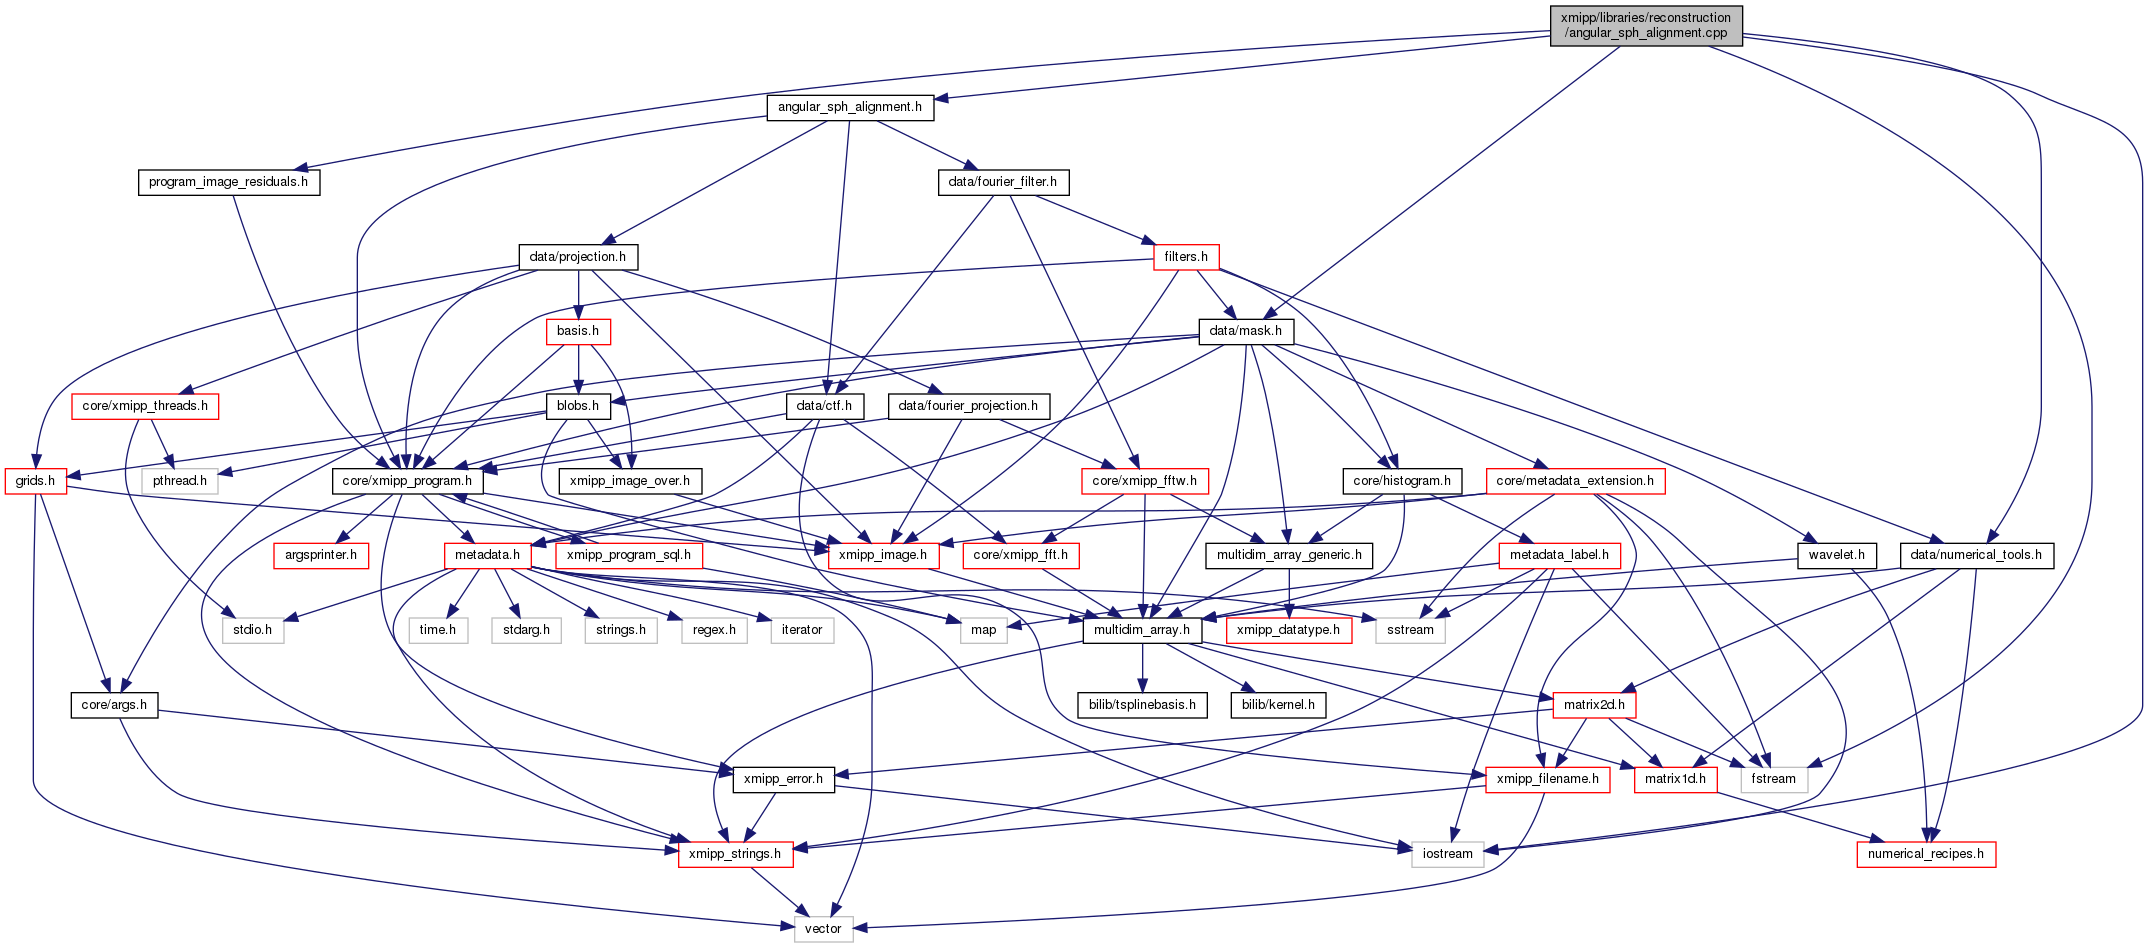 xmipp/libraries/reconstruction
/angular_sph_alignment.cpp
angular_sph_alignment.h
program_image_residuals.h
data/fourier_filter.h
data/projection.h
filters.h
basis.h
data/mask.h
core/xmipp_threads.h
blobs.h
data/ctf.h
data/fourier_projection.h
grids.h
pthread.h
core/xmipp_program.h
xmipp_image_over.h
core/xmipp_fftw.h
core/histogram.h
core/metadata_extension.h
argsprinter.h
metadata.h
xmipp_program_sql.h
xmipp_image.h
core/xmipp_fft.h
multidim_array_generic.h
metadata_label.h
wavelet.h
data/numerical_tools.h
stdio.h
time.h
stdarg.h
strings.h
regex.h
iterator
map
multidim_array.h
xmipp_datatype.h
sstream
core/args.h
bilib/tsplinebasis.h
bilib/kernel.h
matrix2d.h
xmipp_error.h
xmipp_filename.h
matrix1d.h
fstream
xmipp_strings.h
iostream
numerical_recipes.h
vector